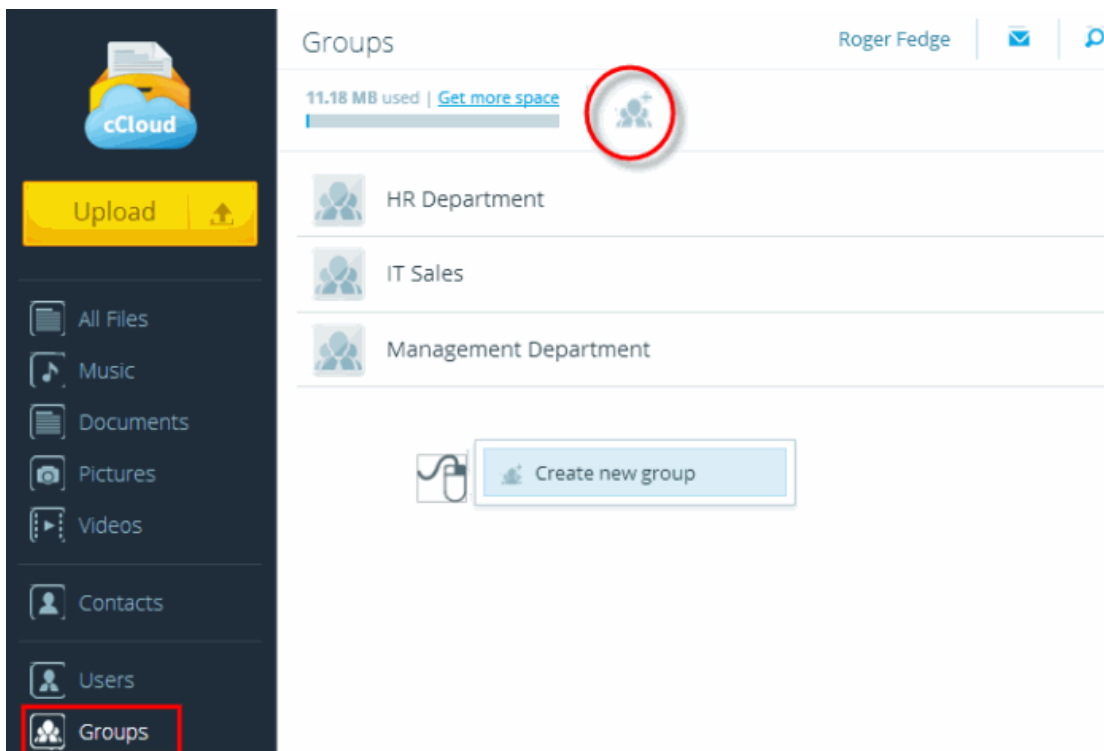 cCloud
Upload
All Files
Music
Documents
Pictures
Videos
Contacts
Users
Groups
Groups
Roger Fedge
11.18 MB used | Get more space
HR Department
IT Sales
Management Department
Create new group